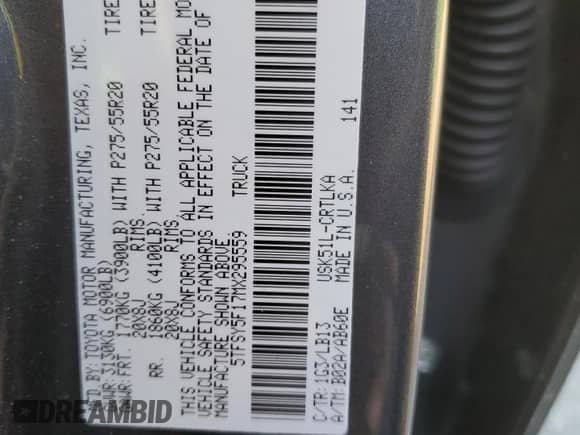 MFD.BY: TOYOTA MOTOR MANUFACTURING, TEXAS, INC.
GVWR: 3130KG (6900LB)
GAWR: FRT. 1770KG (3900LB) WITH P275/55R20 TIRE
20X8J RIMS.
RR. 1860KG (4100LB) WITH P275/55R20 TIRE
20X8J RIMS.
THIS VEHICLE CONFORMS TO ALL APPLICABLE FEDERAL MO
VEHICLE SAFETY STANDARDS IN EFFECT ON THE DATE OF
MANUFACTURE SHOWN ABOVE.
5TFSY5F17MX295559 TRUCK
C/TR: 1G3/LB13 USK51L-CRTLKA 141
A/TM: B02A/AB60E MADE IN U.S.A.
DREAMBID